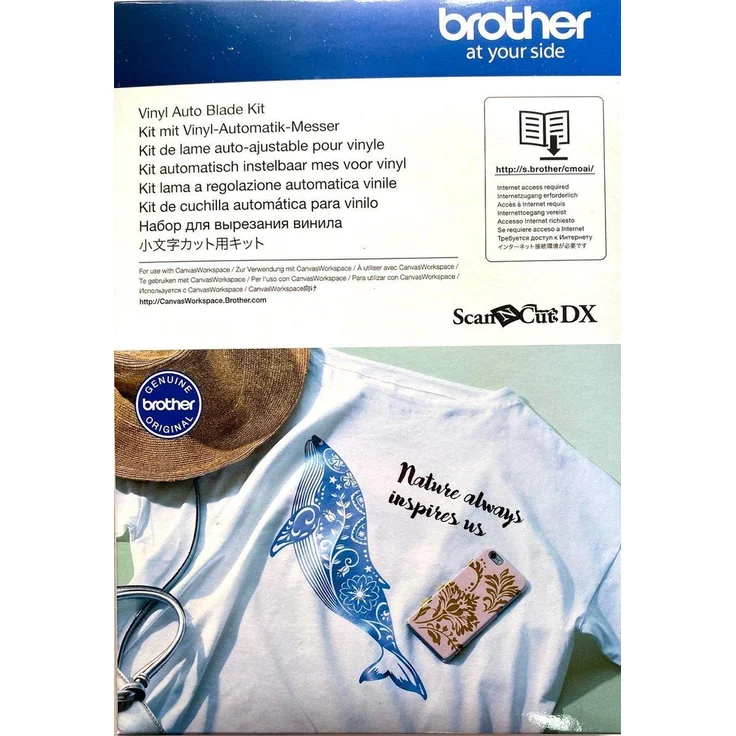 brother
at your side
Vinyl Auto Blade Kit
Kit mit Vinyl-Automatik-Messer
Kit de lame auto-ajustable pour vinyle
Kit automatisch instelbaar mes voor vinyl
Kit lama a regolazione automatica vinile
Kit de cuchilla automática para vinilo
Набор для вырезания винила
小文字カット用キット
For use with CanvasWorkspace / Zur Verwendung mit CanvasWorkspace / À utiliser avec CanvasWorkspace /
Te gebruiken met CanvasWorkspace / Per l'uso con CanvasWorkspace / Para utilizar con CanvasWorkspace /
Используется с CanvasWorkspace / CanvasWorkspace向け
http://CanvasWorkspace.Brother.com
http://s.brother/cmoai/
Internet access required
Internetzugang erforderlich
Accès à Internet requis
Internettoegang vereist
Accesso Internet richiesto
Se requiere acceso a Internet
Требуется доступ к Интернету
インターネット接続環境が必要です
ScanNCut DX
GENUINE
brother
ORIGINAL
Nature always
inspires us